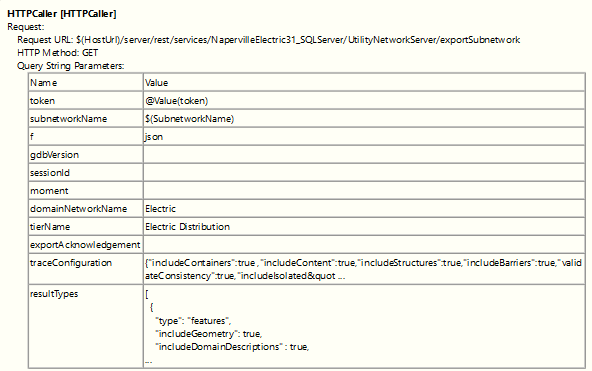 HTTPCaller [HTTPCaller]
Request:
Request URL: $(HostUrl)/server/rest/services/NapervilleElectric31_SQLServer/UtilityNetworkServer/exportSubnetwork
HTTP Method: GET
Query String Parameters:
Name Value
token @Value(token)
subnetworkName $(SubnetworkName)
f json
gdbVersion
sessionId
moment
domainNetworkName Electric
tierName Electric Distribution
exportAcknowledgement
traceConfiguration {"includeContainers":true ,"includeContent":true,"includeStructures":true,"includeBarriers":true,"valid
ateConsistency":true,"includeIsolated&quot ...
resultTypes [
{
"type": "features",
"includeGeometry": true,
"includeDomainDescriptions" : true,
...